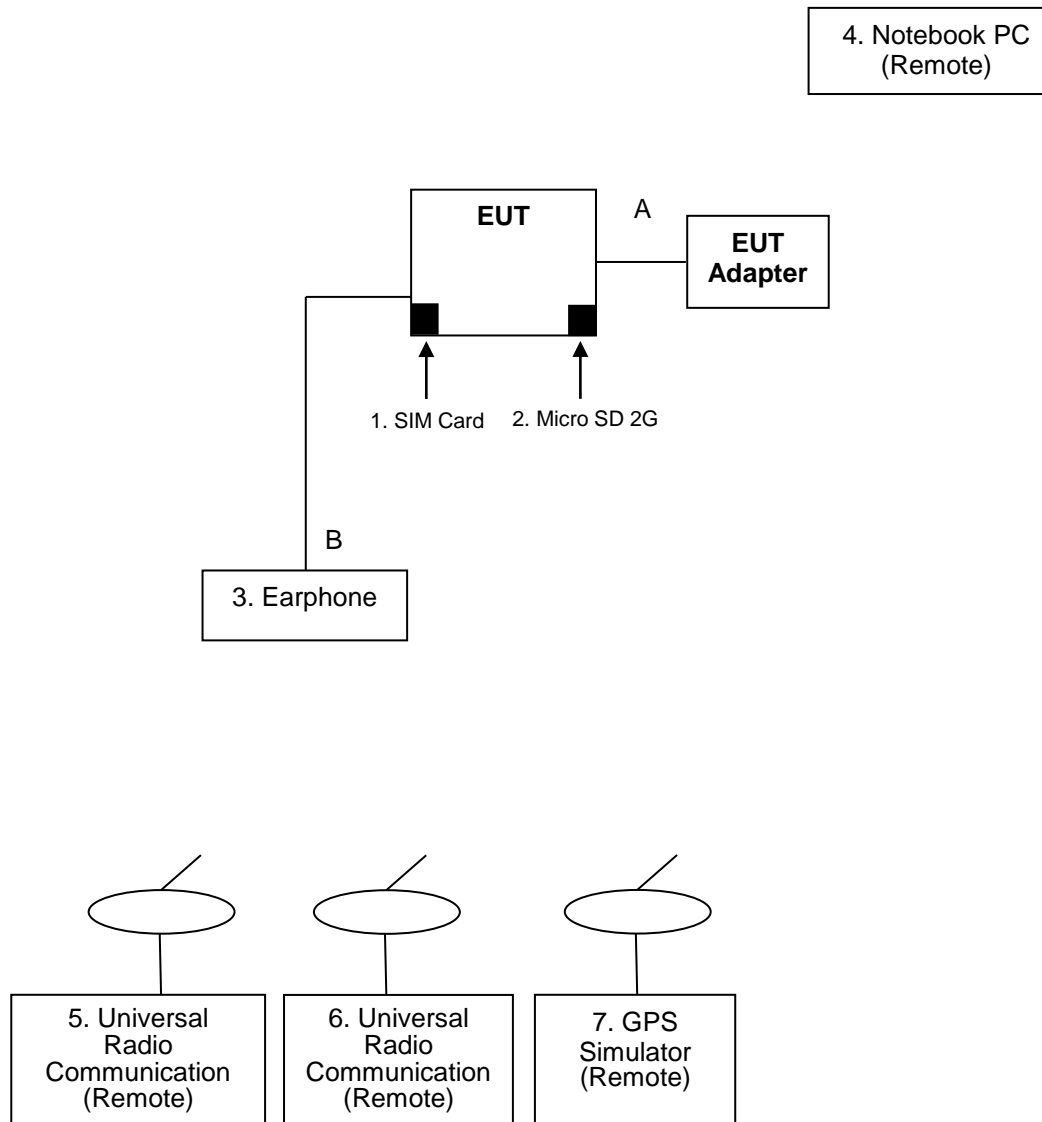 4. Notebook PC
(Remote)
EUT
A
EUT
Adapter
1. SIM Card
2. Micro SD 2G
B
3. Earphone
5. Universal
Radio
Communication
(Remote)
6. Universal
Radio
Communication
(Remote)
7. GPS
Simulator
(Remote)